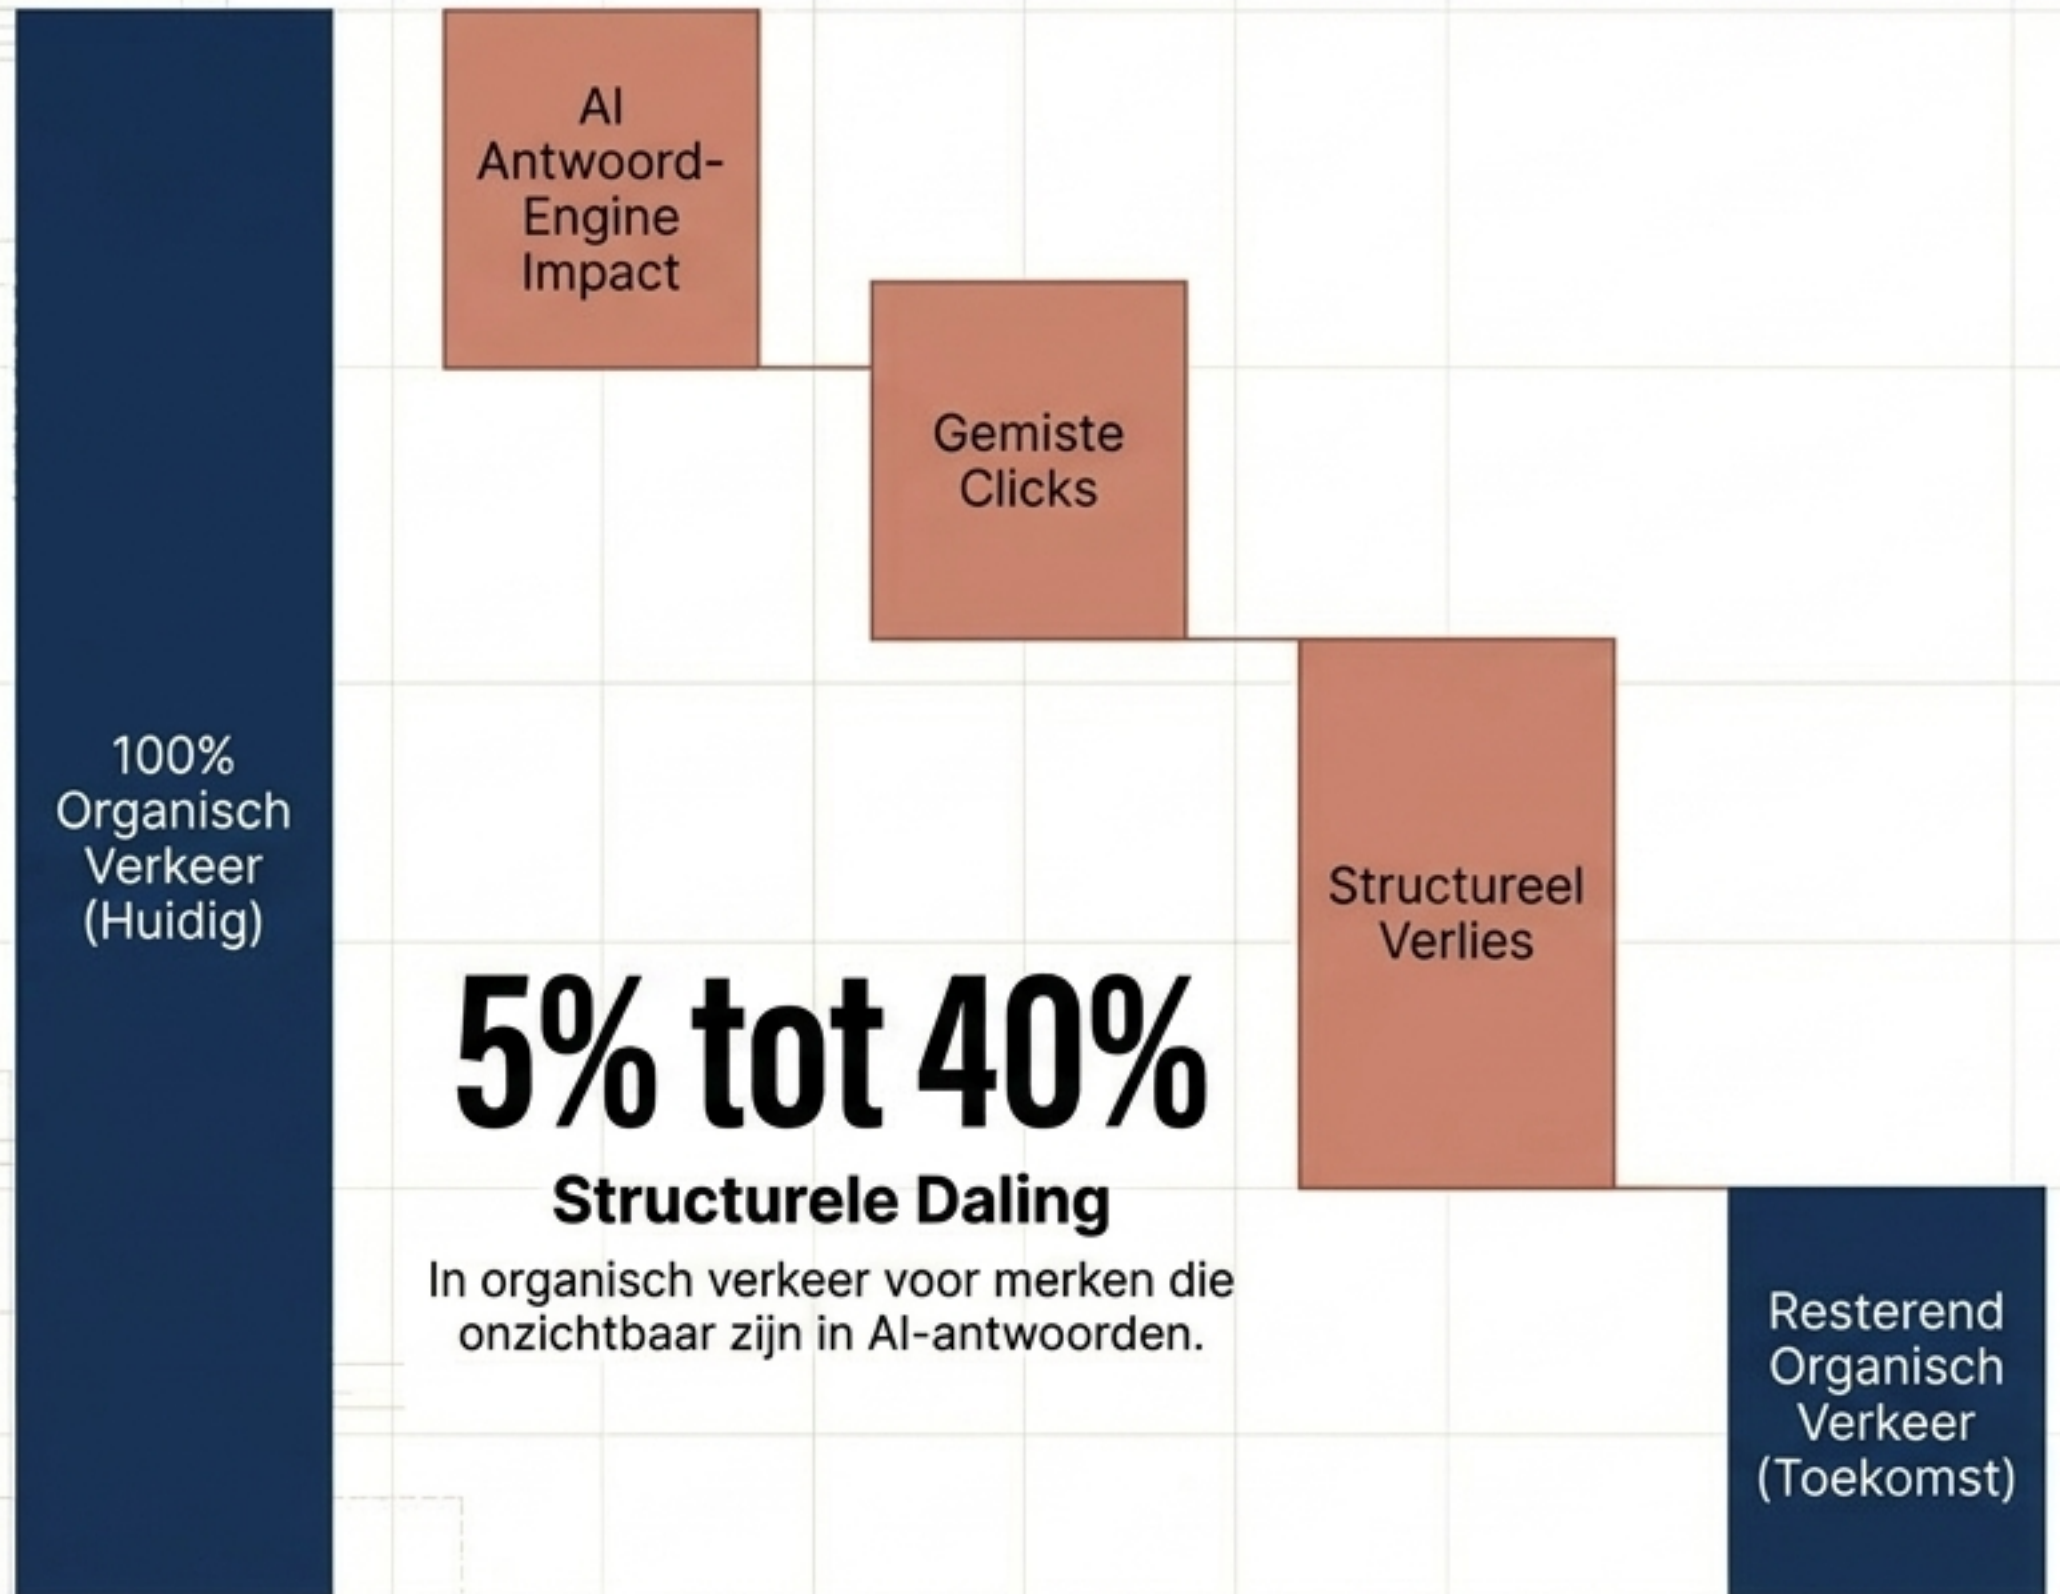 100%
Organisch
Verkeer
(Huidig)
AI
Antwoord-
Engine
Impact
Gemiste
Clicks
Structureel
Verlies
5% tot 40%
Structurele Daling
In organisch verkeer voor merken die
onzichtbaar zijn in AI-antwoorden.
Resterend
Organisch
Verkeer
(Toekomst)